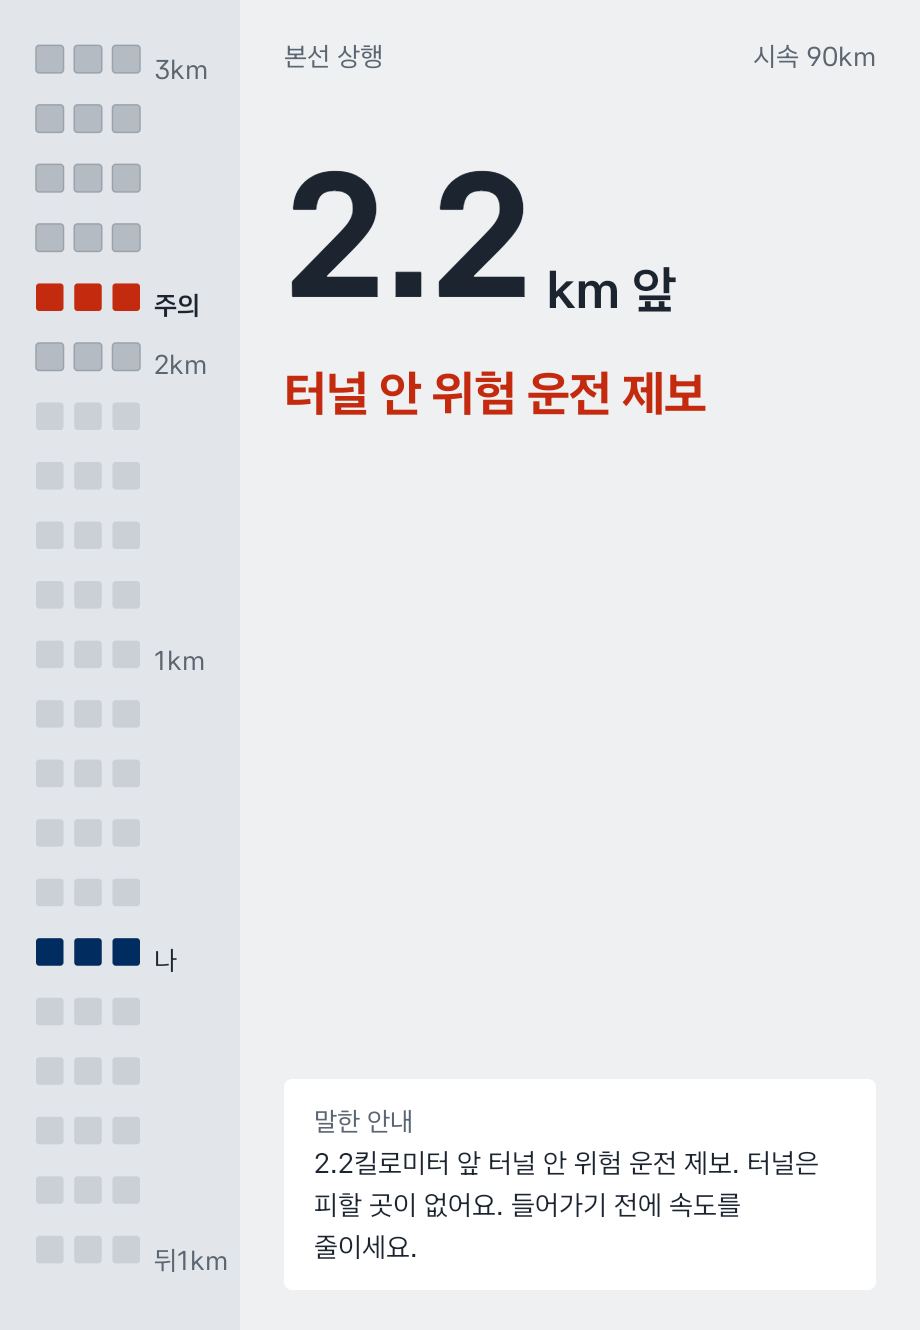 본선 상행
시속 90km
3km
주의
2km
1km
나
뒤1km
2.2 km 앞
터널 안 위험 운전 제보
말한 안내
2.2킬로미터 앞 터널 안 위험 운전 제보. 터널은
피할 곳이 없어요. 들어가기 전에 속도를
줄이세요.